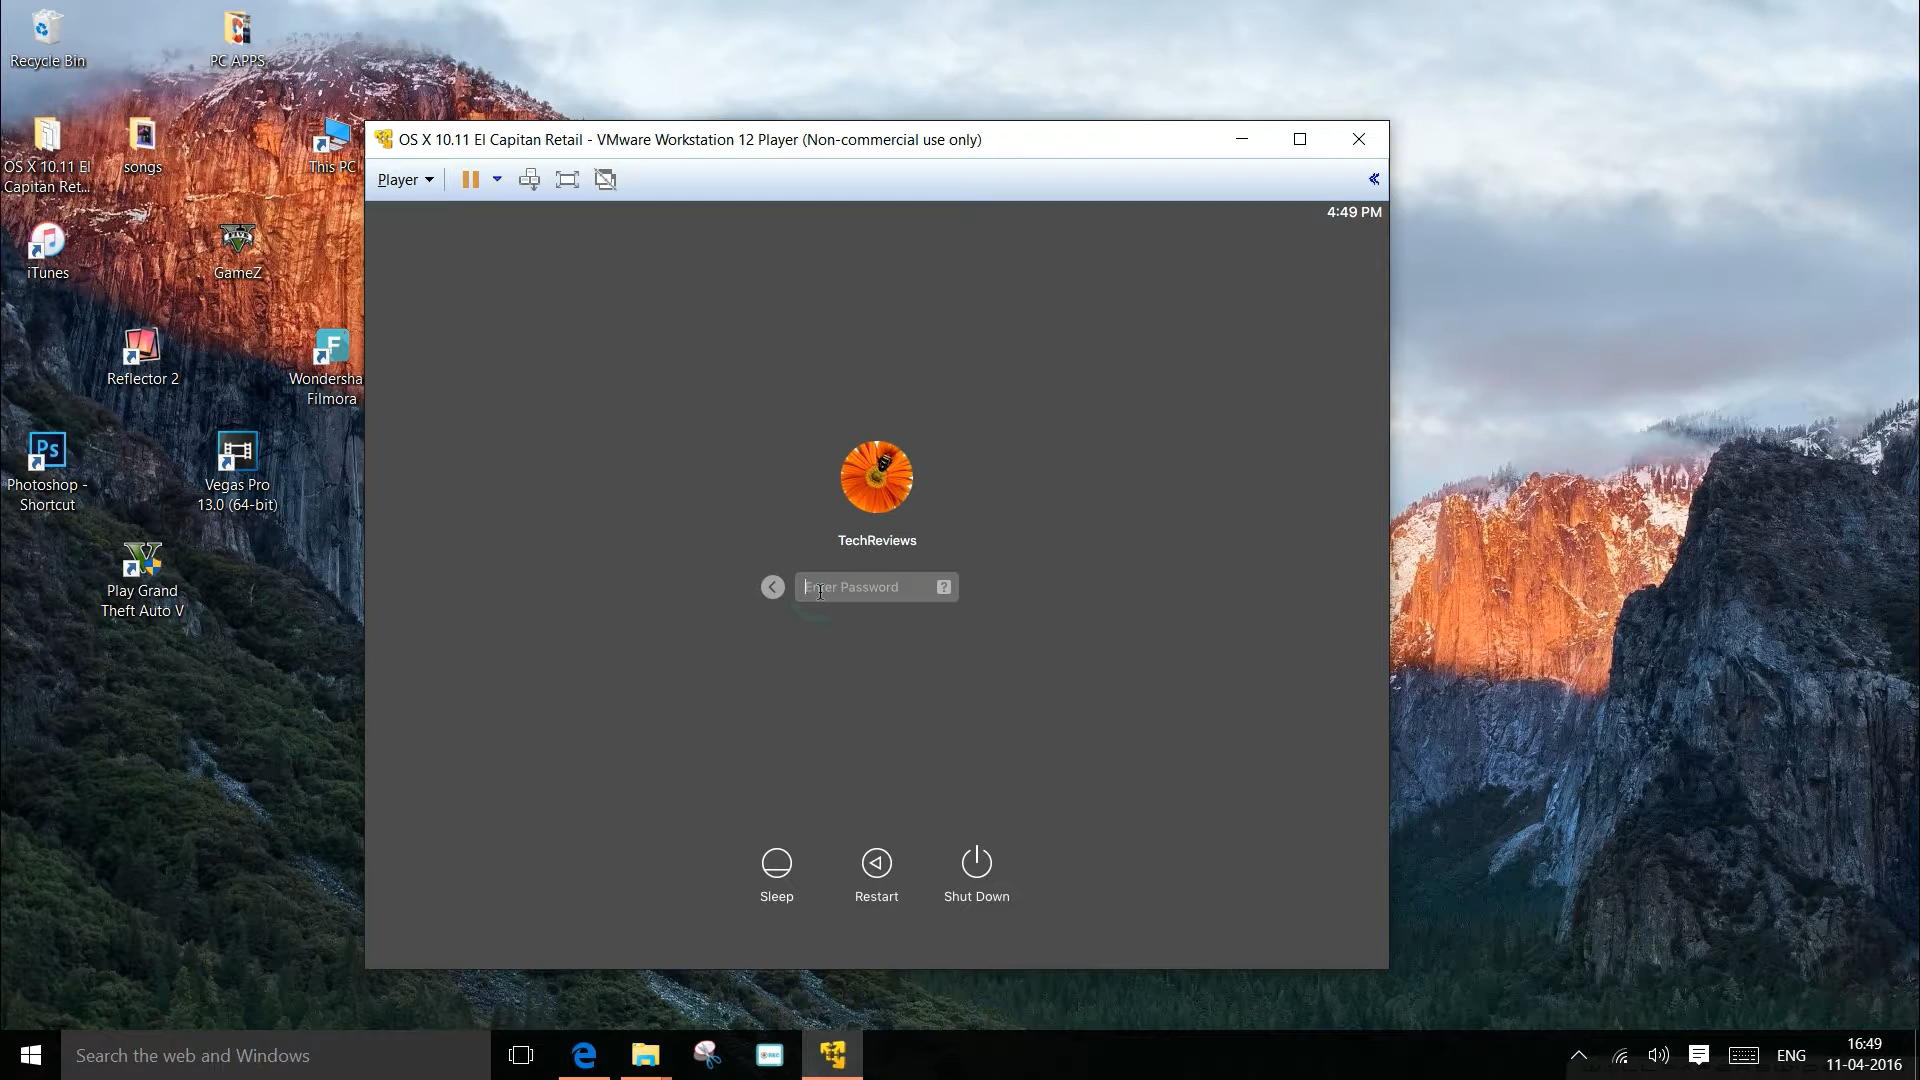 Recycle Bin
PC APPS
OS X 10.11 El
Capitan Ret...
songs
This PC
iTunes
GameZ
Reflector 2
Wondersha
Filmora
Ps
Photoshop -
Shortcut
Vegas Pro
13.0 (64-bit)
Play Grand
Theft Auto V
OS X 10.11 El Capitan Retail - VMware Workstation 12 Player (Non-commercial use only)
Player
4:49 PM
TechReviews
Enter Password
?
Sleep
Restart
Shut Down
Search the web and Windows
REC
ENG
16:49
11-04-2016